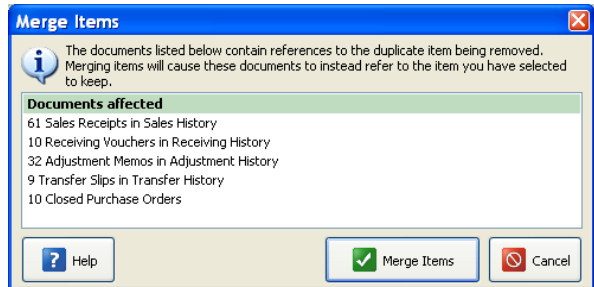 Merge Items
The documents listed below contain references to the duplicate item being removed.
Merging items will cause these documents to instead refer to the item you have selected
to keep.
Documents affected
61 Sales Receipts in Sales History
10 Receiving Vouchers in Receiving History
32 Adjustment Memos in Adjustment History
9 Transfer Slips in Transfer History
10 Closed Purchase Orders
Help Merge Items Cancel